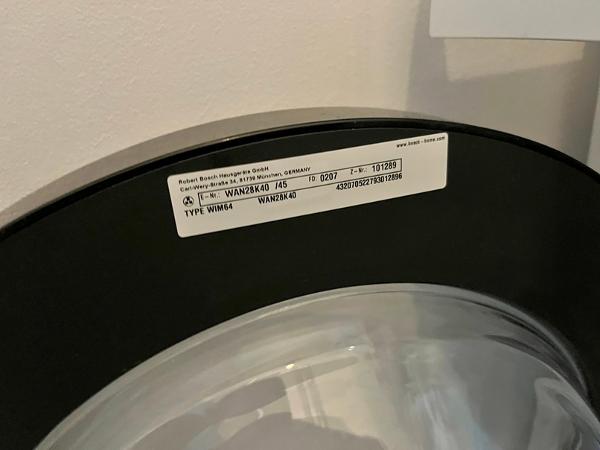 www.bosch-home.com
Robert Bosch Hausgeräte GmbH
Carl-Wery-Straße 34, 81739 München, GERMANY
E-Nr.: WAN28K40 /45 FD 0207 Z-Nr.: 101289
TYPE WIM64 WAN28K40 432070522793012896